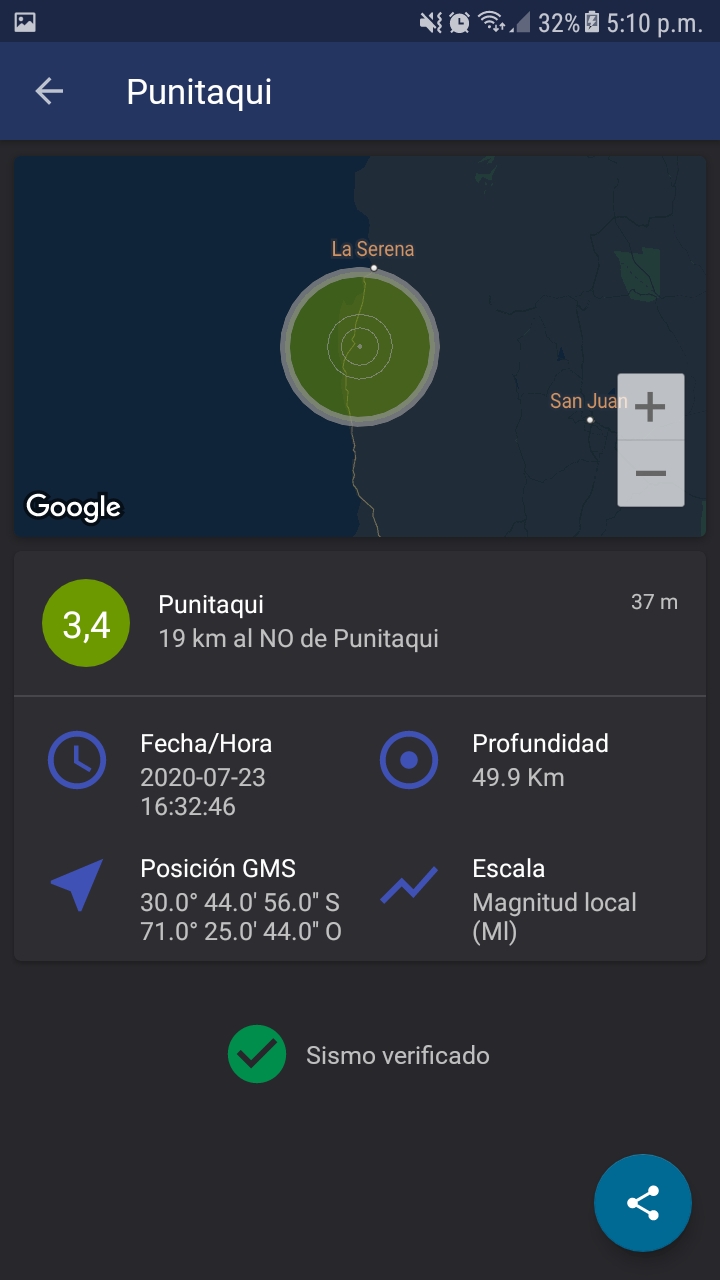 32% 5:10 p.m.
Punitaqui
La Serena
San Juan
Google
3,4
Punitaqui
37 m
19 km al NO de Punitaqui
Fecha/Hora
2020-07-23
16:32:46
Profundidad
49.9 Km
Posición GMS
30.0° 44.0' 56.0" S
71.0° 25.0' 44.0" O
Escala
Magnitud local
(Ml)
Sismo verificado